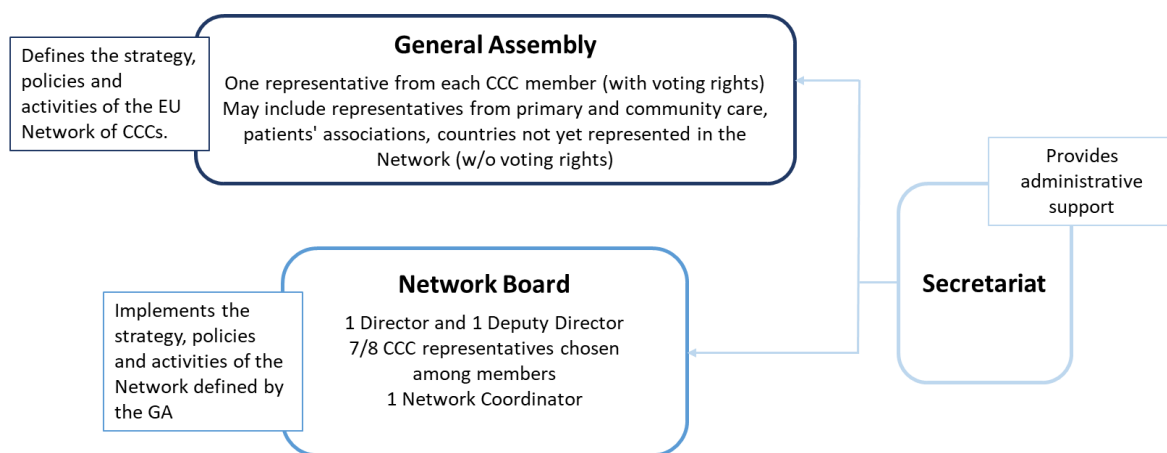 Defines the strategy,
policies and
activities of the EU
Network of CCCs.
General Assembly
One representative from each CCC member (with voting rights)
May include representatives from primary and community care,
patients' associations, countries not yet represented in the
Network (w/o voting rights)
Provides
administrative
support
Secretariat
Implements the
strategy, policies
and activities of the
Network defined by
the GA
Network Board
1 Director and 1 Deputy Director
7/8 CCC representatives chosen
among members
1 Network Coordinator